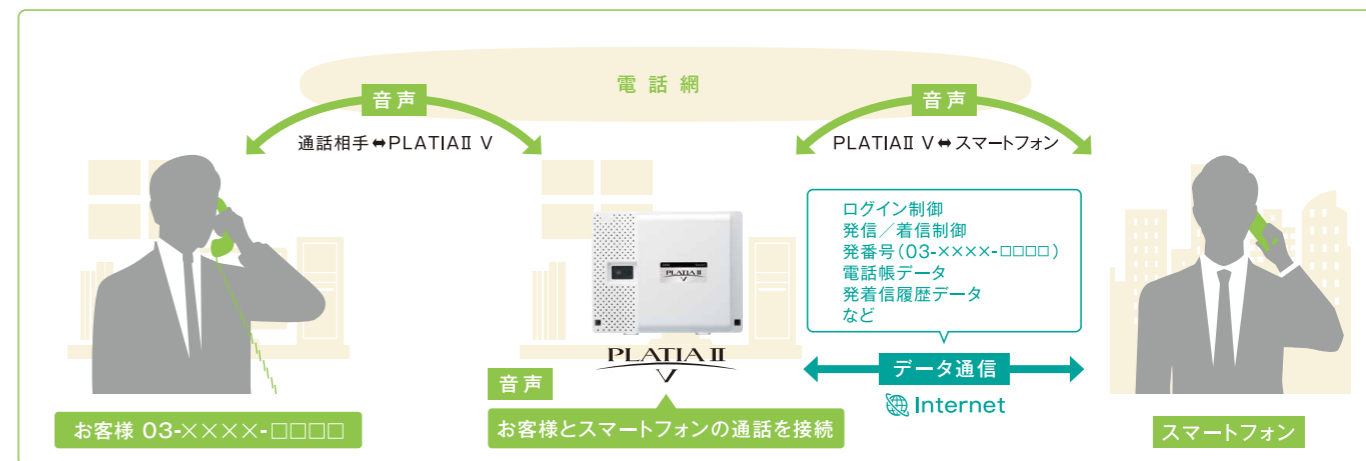 電話網
音声
音声
通話相手⬌PLATIAⅡ V
PLATIAⅡ V⬌スマートフォン
ログイン制御
発信／着信制御
発番号（03-××××-□□□□）
電話帳データ
発着信履歴データ
など
PLATIA Ⅱ
V
PLATIA Ⅱ
V
データ通信
Internet
音声
お客様とスマートフォンの通話を接続
お客様 03-××××-□□□□
スマートフォン